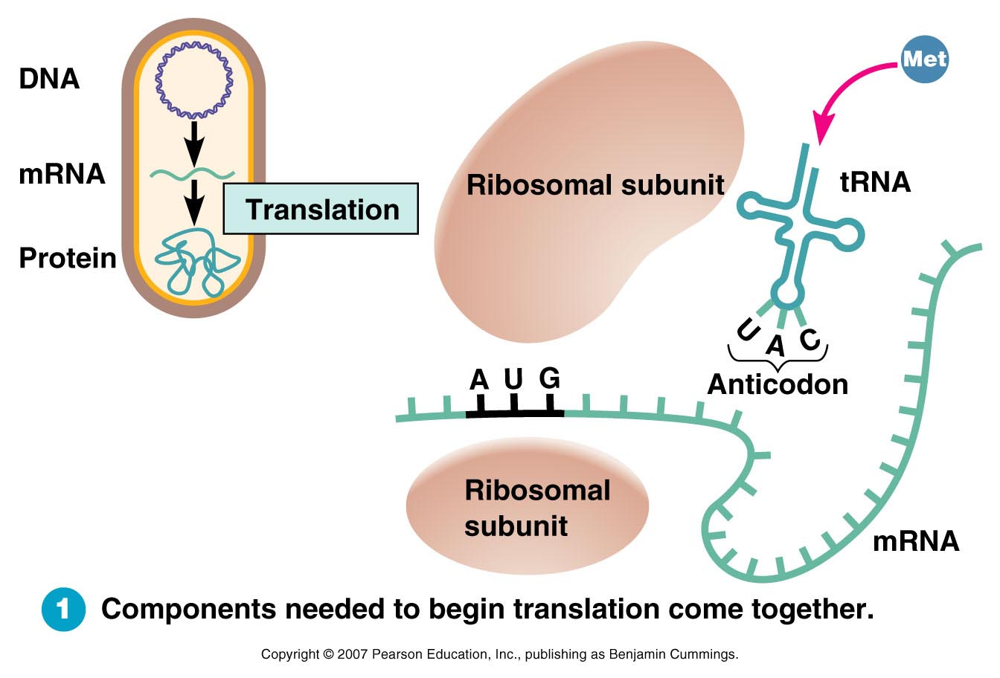 DNA
mRNA
Protein
Translation
Ribosomal subunit
Met
tRNA
U A C
Anticodon
A U G
Ribosomal
subunit
mRNA
1 Components needed to begin translation come together.
Copyright © 2007 Pearson Education, Inc., publishing as Benjamin Cummings.